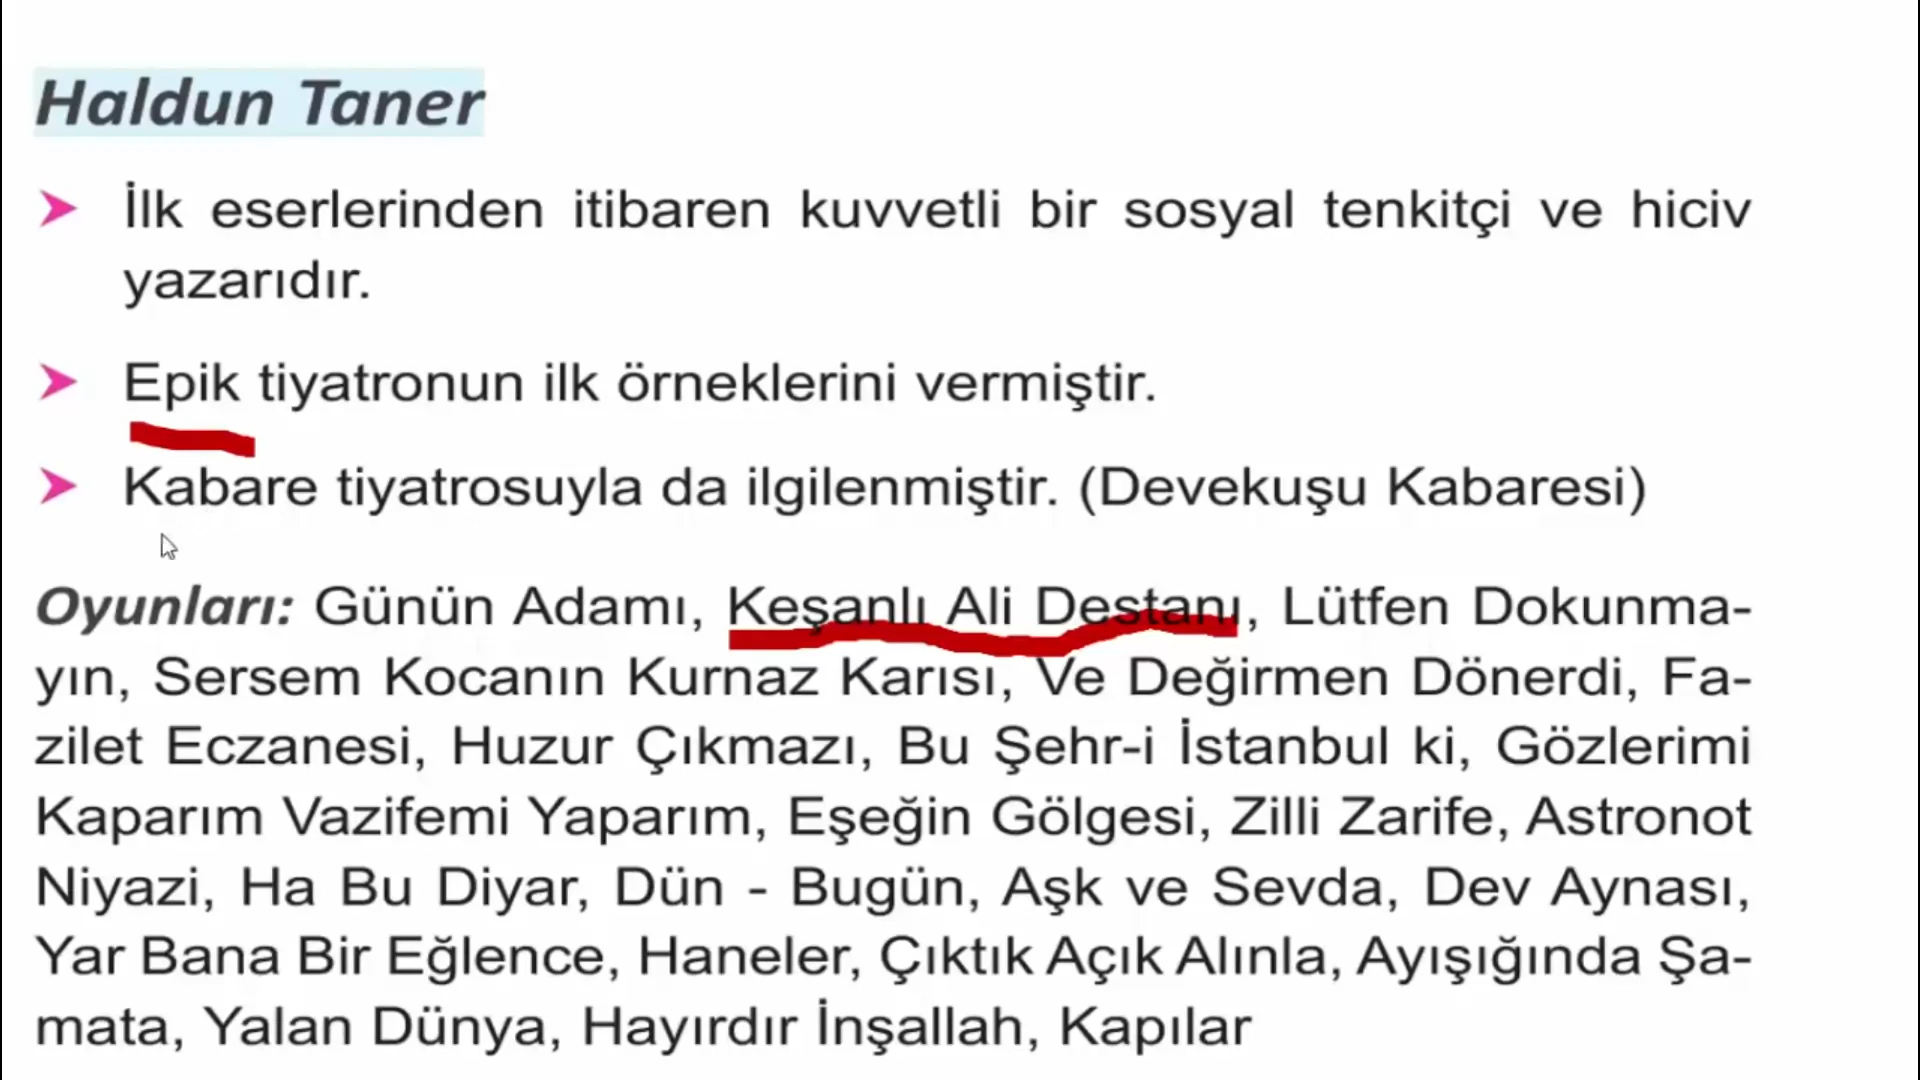 Haldun Taner
➤ İlk eserlerinden itibaren kuvvetli bir sosyal tenkitçi ve hiciv
yazarıdır.
➤ Epik tiyatronun ilk örneklerini vermiştir.
➤ Kabare tiyatrosuyla da ilgilenmiştir. (Devekuşu Kabaresi)
Oyunları: Günün Adamı, Keşanlı Ali Destanı, Lütfen Dokunma-
yın, Sersem Kocanın Kurnaz Karısı, Ve Değirmen Dönerdi, Fa-
zilet Eczanesi, Huzur Çıkmazı, Bu Şehr-i İstanbul ki, Gözlerimi
Kaparım Vazifemi Yaparım, Eşeğin Gölgesi, Zilli Zarife, Astronot
Niyazi, Ha Bu Diyar, Dün - Bugün, Aşk ve Sevda, Dev Aynası,
Yar Bana Bir Eğlence, Haneler, Çıktık Açık Alınla, Ayışığında Şa-
mata, Yalan Dünya, Hayırdır İnşallah, Kapılar